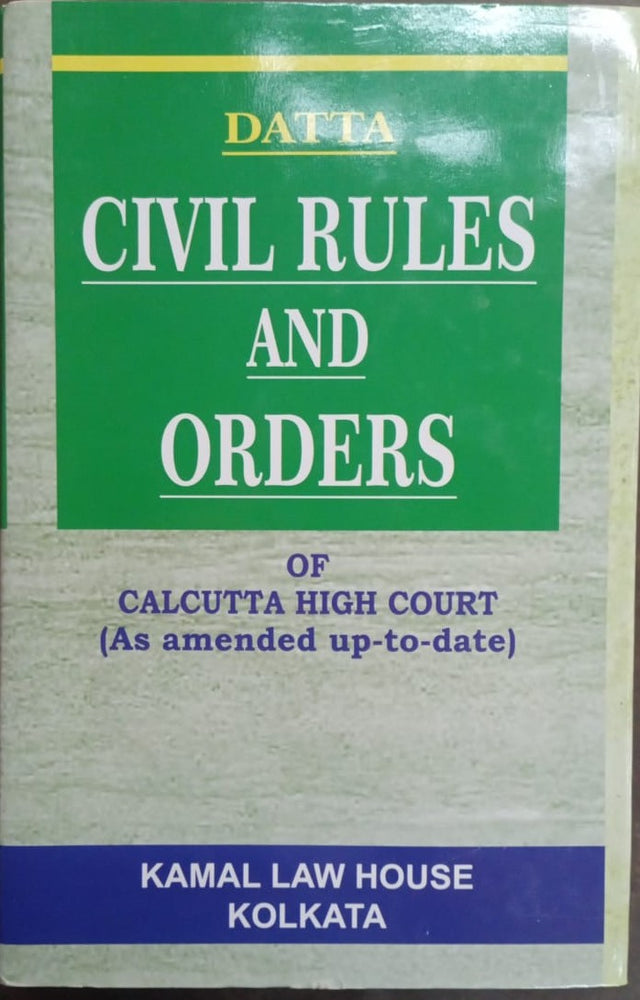 DATTA
CIVIL RULES
AND
ORDERS
OF
CALCUTTA HIGH COURT
(As amended up-to-date)
KAMAL LAW HOUSE
KOLKATA